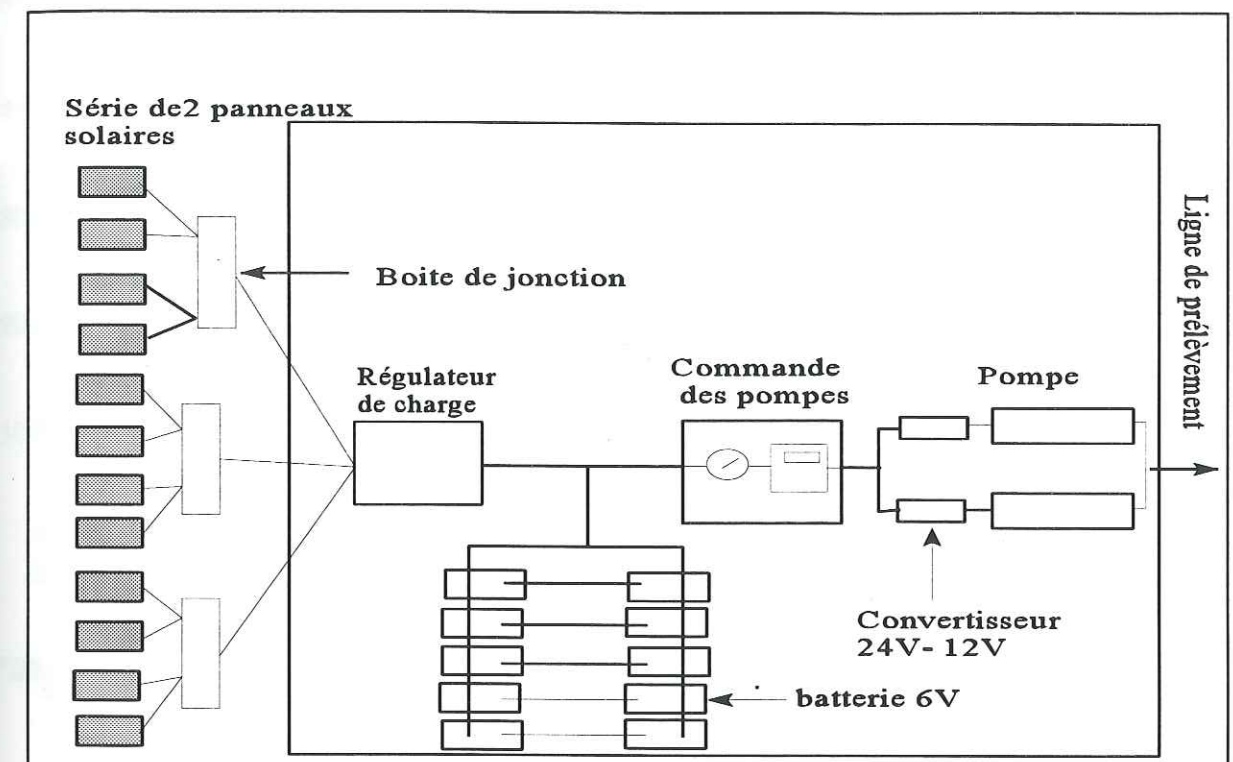 Série de2 panneaux
solaires
Boite de jonction
Régulateur
de charge
Commande
des pompes
Pompe
Ligne de prélèvement
Convertisseur
24V- 12V
batterie 6V